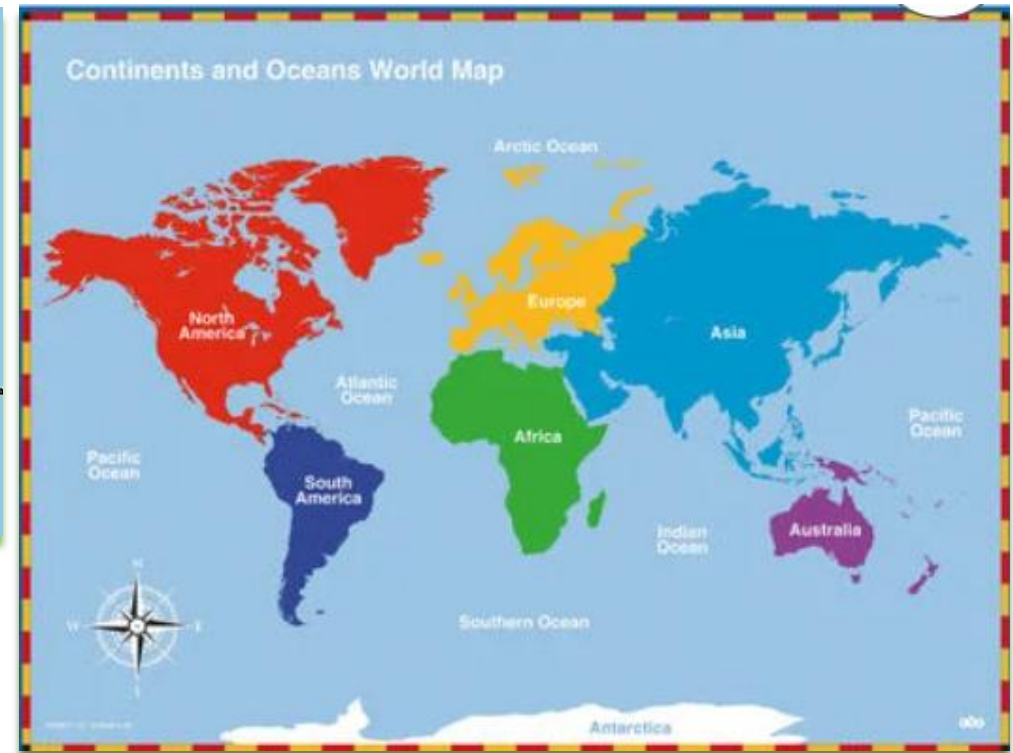 Continents and Oceans World Map
Arctic Ocean
North
America
Europe
Asia
Atlantic
Ocean
Pacific
Ocean
Africa
Pacific
Ocean
South
America
Indian
Ocean
Australia
N
W
E
Southern Ocean
Antarctica